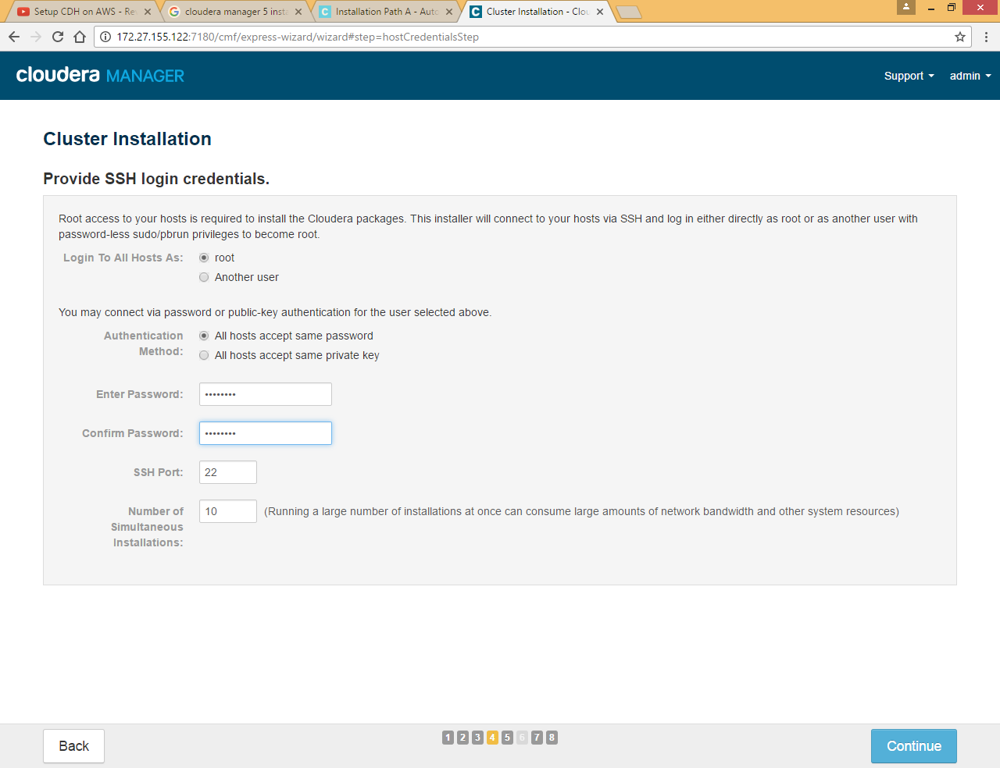 Setup CDH on AWS - Re
cloudera manager 5 insta
Installation Path A - Auto
Cluster Installation - Clou
172.27.155.122:7180/cmf/express-wizard/wizard#step=hostCredentialsStep
cloudera MANAGER
Support
admin
Cluster Installation
Provide SSH login credentials.
Root access to your hosts is required to install the Cloudera packages. This installer will connect to your hosts via SSH and log in either directly as root or as another user with
password-less sudo/pbrun privileges to become root.
Login To All Hosts As:
root
Another user
You may connect via password or public-key authentication for the user selected above.
Authentication
Method:
All hosts accept same password
All hosts accept same private key
Enter Password: ••••••••
Confirm Password: ••••••••
SSH Port: 22
Number of
Simultaneous
Installations:
10 (Running a large number of installations at once can consume large amounts of network bandwidth and other system resources)
Back
1 2 3 4 5 6 7 8
Continue